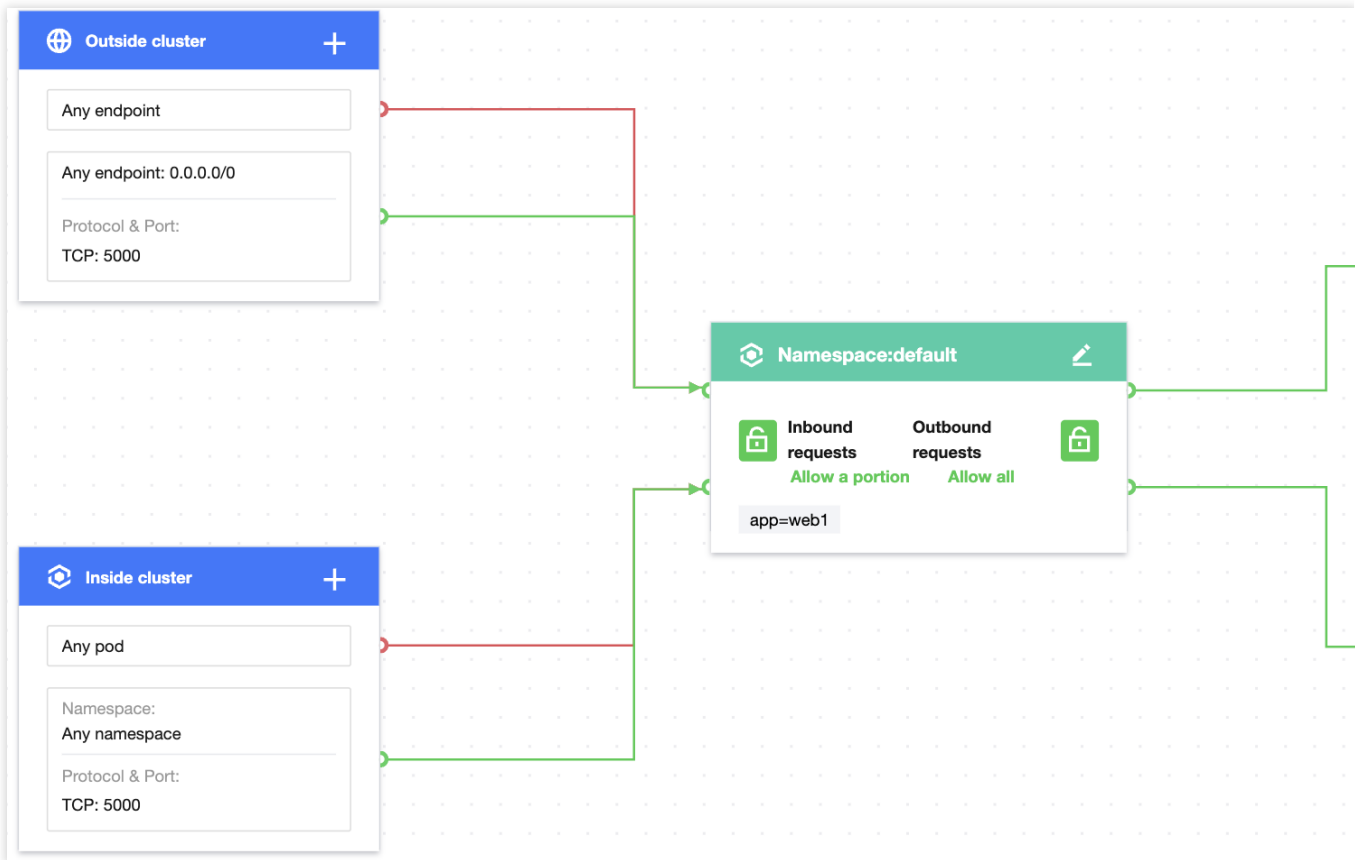 Outside cluster
Any endpoint
Any endpoint: 0.0.0.0/0
Protocol & Port:
TCP: 5000
Namespace:default
Inbound requests
Allow a portion
Outbound requests
Allow all
app=web1
Inside cluster
Any pod
Namespace:
Any namespace
Protocol & Port:
TCP: 5000